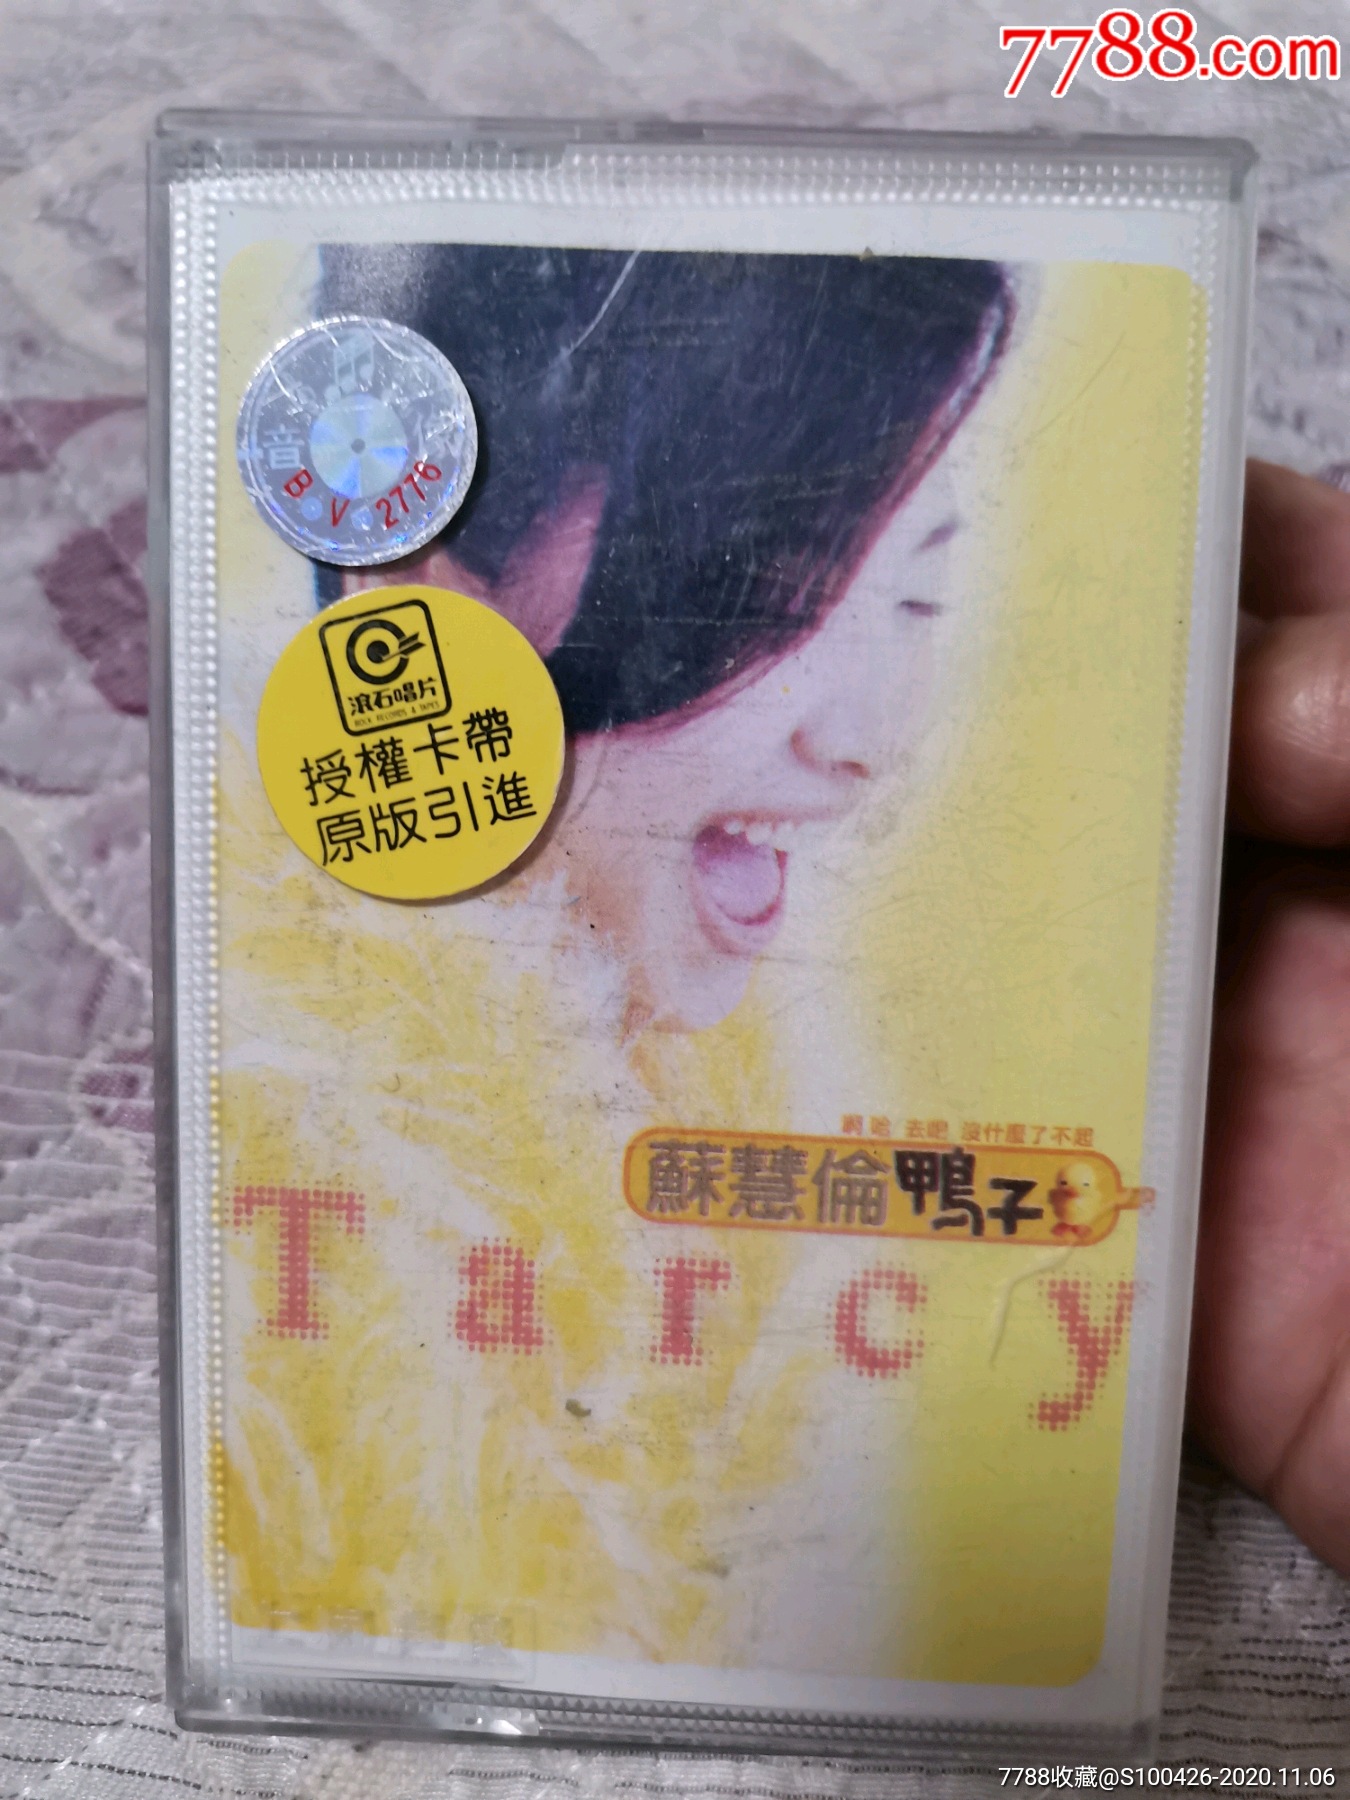 7788.com
音
B V 2776
滾石唱片
ROCK RECORDS & TAPES
授權卡帶
原版引進
啊哈 去吧 沒什麼了不起
蘇慧倫 鴨子
Tarcy
7788收藏@S100426-2020.11.06